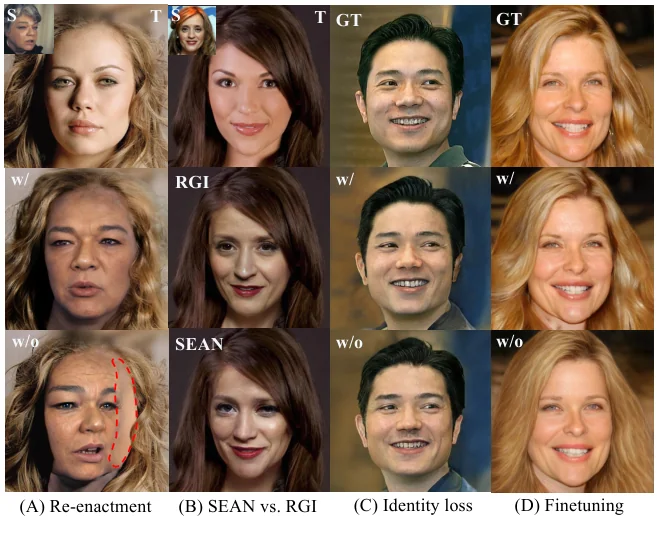 S T S T GT GT
w/ RGI w/ w/
w/o SEAN w/o w/o
(A) Re-enactment (B) SEAN vs. RGI (C) Identity loss (D) Finetuning